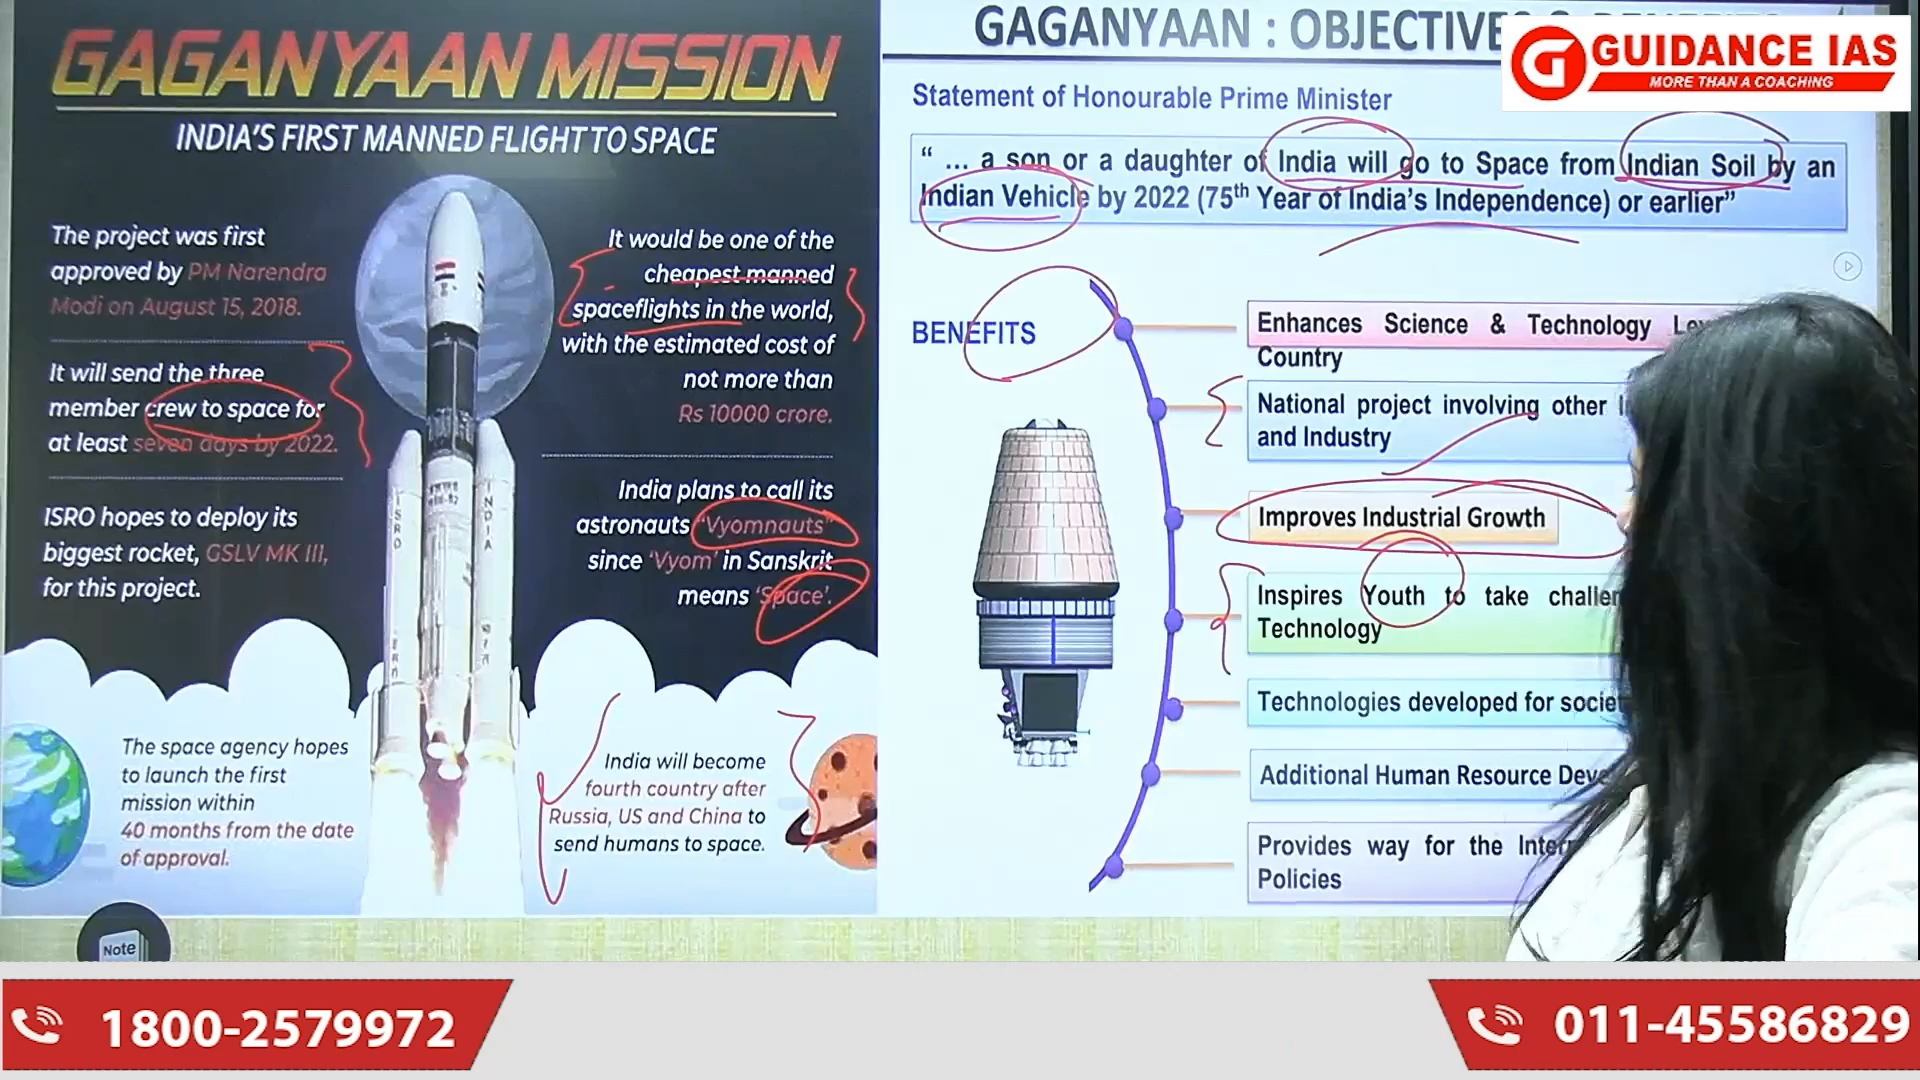 GAGANYAAN MISSION
INDIA'S FIRST MANNED FLIGHT TO SPACE
The project was first
approved by PM Narendra
Modi on August 15, 2018.
It will send the three
member crew to space for
at least seven days by 2022.
ISRO hopes to deploy its
biggest rocket, GSLV MK III,
for this project.
The space agency hopes
to launch the first
mission within
40 months from the date
of approval.
It would be one of the
cheapest manned
spaceflights in the world,
with the estimated cost of
not more than
Rs 10000 crore.
India plans to call its
astronauts "Vyomnauts"
since 'Vyom' in Sanskrit
means 'Space'.
India will become
fourth country after
Russia, US and China to
send humans to space.
ISRO
INDIA
Note
GAGANYAAN : OBJECTIVES
GUIDANCE IAS
MORE THAN A COACHING
Statement of Honourable Prime Minister
“ ... a son or a daughter of India will go to Space from Indian Soil by an
Indian Vehicle by 2022 (75th Year of India's Independence) or earlier”
BENEFITS
Enhances Science & Technology
Country
National project involving other
and Industry
Improves Industrial Growth
Inspires Youth to take
Technology
Technologies developed for
Additional Human Resource
Provides way for the
Policies
1800-2579972
011-45586829